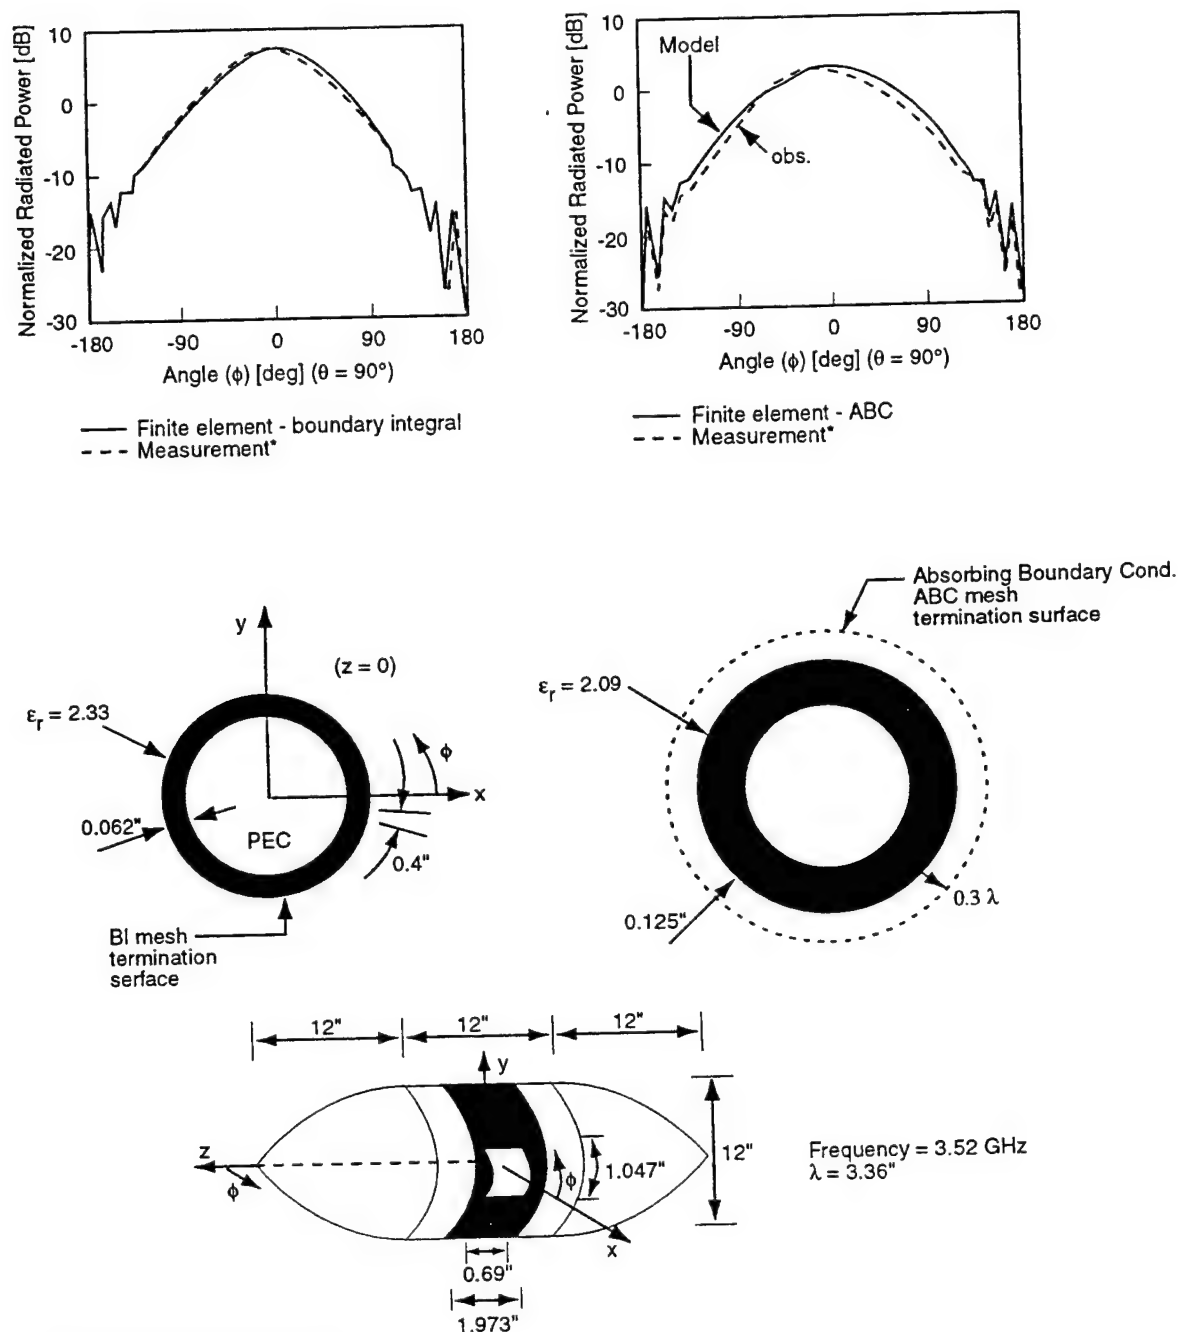 Normalized Radiated Power [dB]
10
0
-10
-20
-30
-180
-90
0
90
180
Angle (ϕ) [deg] (θ = 90°)
Finite element - boundary integral
Measurement*
Normalized Radiated Power [dB]
10
0
-10
-20
-30
-180
-90
0
90
180
Model
obs.
Angle (ϕ) [deg] (θ = 90°)
Finite element - ABC
Measurement*
y
(z = 0)
εr = 2.33
ϕ
x
0.062"
PEC
0.4"
BI mesh
termination
serface
Absorbing Boundary Cond.
ABC mesh
termination surface
εr = 2.09
0.125"
0.3 λ
12"
12"
12"
y
z
ϕ
ϕ
1.047"
12"
x
0.69"
1.973"
Frequency = 3.52 GHz
λ = 3.36"